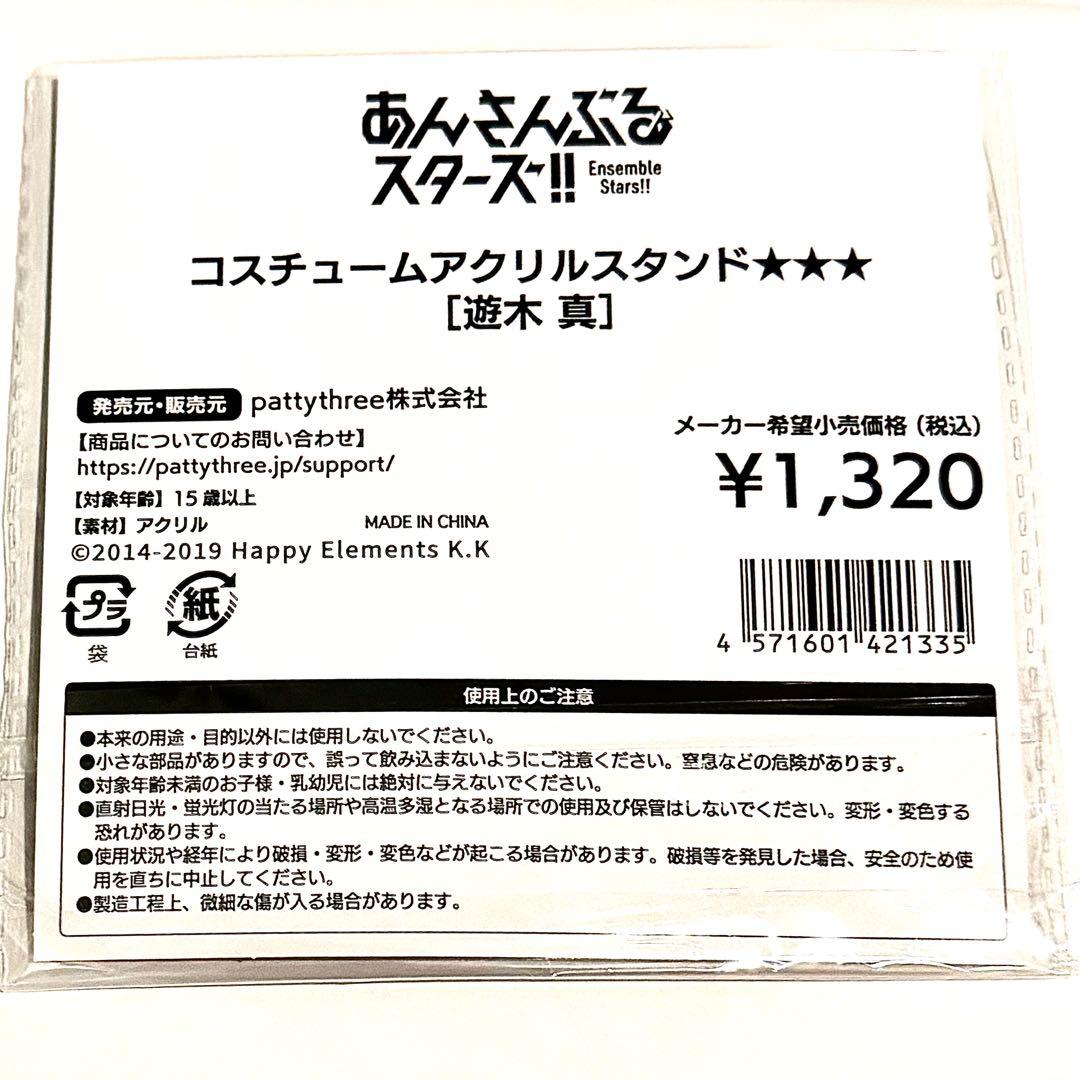 あんさんぶる
スターズ!!
Ensemble
Stars!!
コスチュームアクリルスタンド★★★
[遊木 真]
発売元・販売元 pattythree株式会社
【商品についてのお問い合わせ】
https://pattythree.jp/support/
【対象年齢】15歳以上
【素材】アクリル MADE IN CHINA
©2014-2019 Happy Elements K.K
メーカー希望小売価格（税込）
¥1,320
プラ
袋
紙
台紙
4 571601 421335
使用上のご注意
●本来の用途・目的以外には使用しないでください。
●小さな部品がありますので、誤って飲み込まないようにご注意ください。窒息などの危険があります。
●対象年齢未満のお子様・乳幼児には絶対に与えないでください。
●直射日光・蛍光灯の当たる場所や高温多湿となる場所での使用及び保管はしないでください。変形・変色する
恐れがあります。
●使用状況や経年により破損・変形・変色などが起こる場合があります。破損等を発見した場合、安全のため使
用を直ちに中止してください。
●製造工程上、微細な傷が入る場合があります。